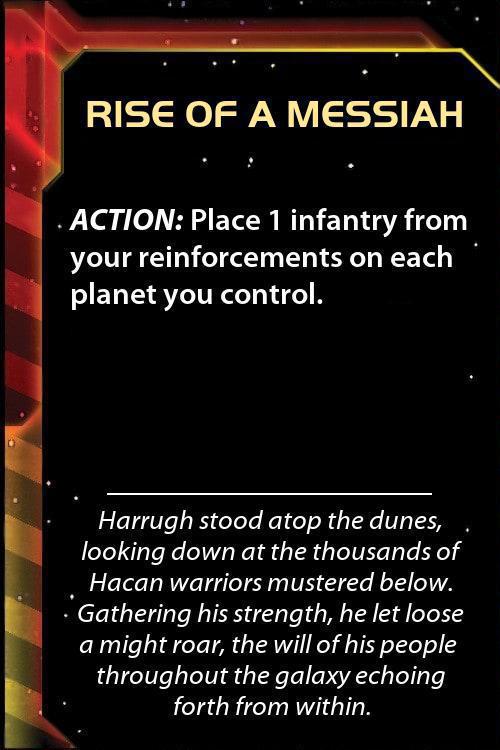 RISE OF A MESSIAH
ACTION: Place 1 infantry from
your reinforcements on each
planet you control.
Harrugh stood atop the dunes,
looking down at the thousands of
Hacan warriors mustered below.
Gathering his strength, he let loose
a might roar, the will of his people
throughout the galaxy echoing
forth from within.